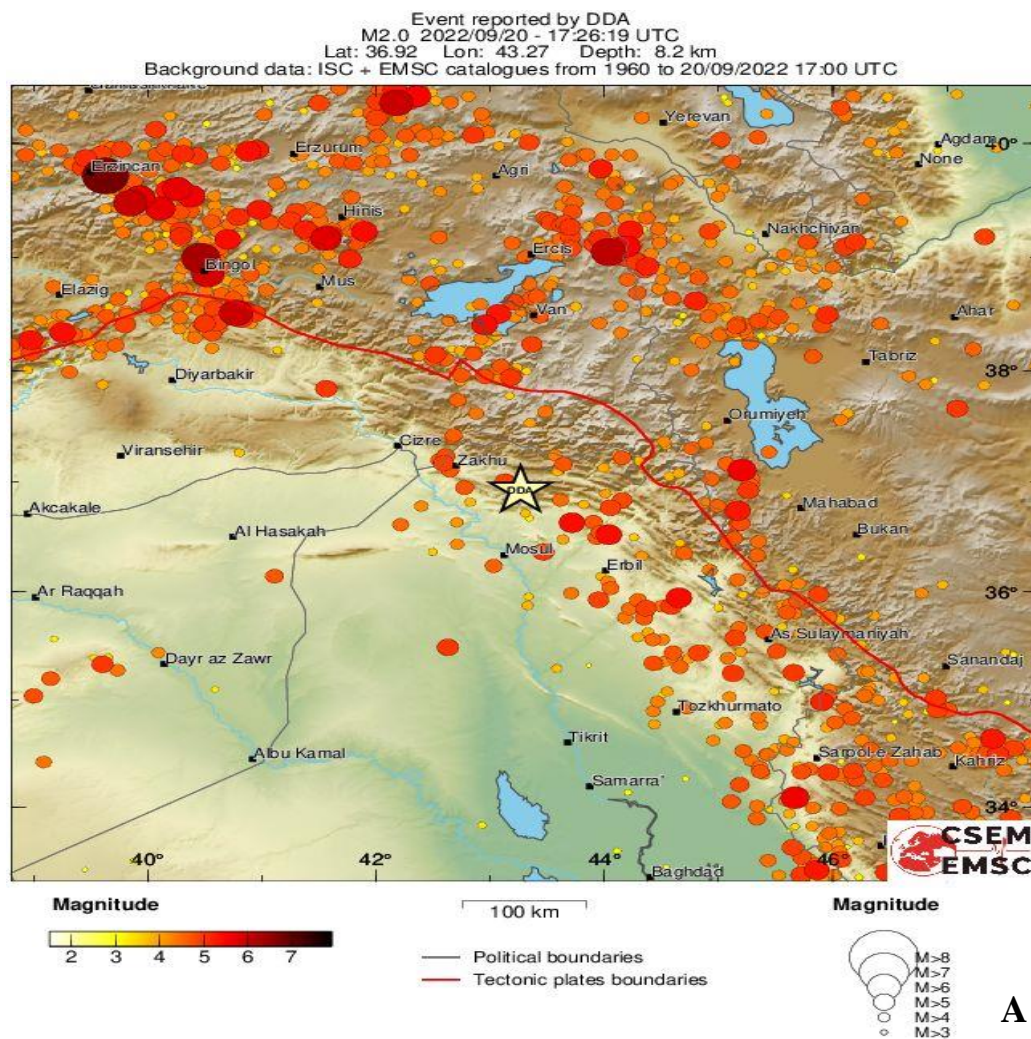 Event reported by DDA
M2.0 2022/09/20 - 17:26:19 UTC
Lat: 36.92 Lon: 43.27 Depth: 8.2 km
Background data: ISC + EMSC catalogues from 1960 to 20/09/2022 17:00 UTC
Yerevan
Agdam
Erzurum
40°
None
Erzincan
Agri
Hinis
Nakhchivan
Ercis
Bingol
Mus
Elazig
Van
Ahar
Tabriz
Diyarbakir
38°
Orumiyeh
Cizre
Viransehir
Zakhu
DDA
Mahabad
Akcakale
Bukan
Al Hasakah
Mosul
Erbil
Ar Raqqah
36°
As Sulaymaniyah
Dayr az Zawr
Sanandaj
Tozkhurmato
Tikrit
Albu Kamal
Sarpol-e Zahab
Kahriz
Samarra'
34°
CSEM
EMSC
40°
42°
44°
46°
Baghdad
Magnitude
100 km
Magnitude
2 3 4 5 6 7
Political boundaries
Tectonic plates boundaries
M>8
M>7
M>6
M>5
M>4
M>3
A